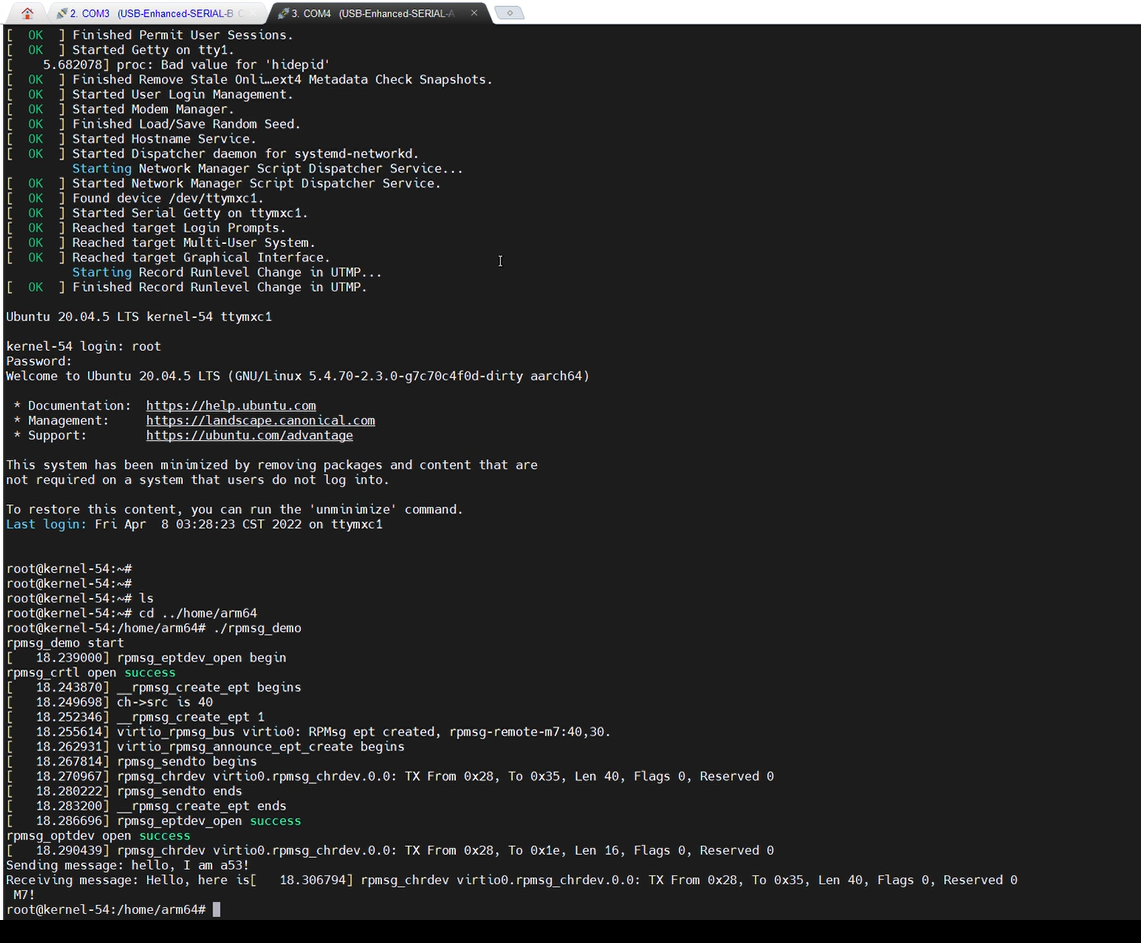 2. COM3 (USB-Enhanced-SERIAL-B C
3. COM4 (USB-Enhanced-SERIAL-A
[ OK ] Finished Permit User Sessions.
[ OK ] Started Getty on tty1.
[ 5.682078] proc: Bad value for 'hidepid'
[ OK ] Finished Remove Stale Onli…ext4 Metadata Check Snapshots.
[ OK ] Started User Login Management.
[ OK ] Started Modem Manager.
[ OK ] Finished Load/Save Random Seed.
[ OK ] Started Hostname Service.
[ OK ] Started Dispatcher daemon for systemd-networkd.
Starting Network Manager Script Dispatcher Service...
[ OK ] Started Network Manager Script Dispatcher Service.
[ OK ] Found device /dev/ttymxc1.
[ OK ] Started Serial Getty on ttymxc1.
[ OK ] Reached target Login Prompts.
[ OK ] Reached target Multi-User System.
[ OK ] Reached target Graphical Interface.
Starting Record Runlevel Change in UTMP...
[ OK ] Finished Record Runlevel Change in UTMP.
Ubuntu 20.04.5 LTS kernel-54 ttymxc1
kernel-54 login: root
Password:
Welcome to Ubuntu 20.04.5 LTS (GNU/Linux 5.4.70-2.3.0-g7c70c4f0d-dirty aarch64)
* Documentation: https://help.ubuntu.com
* Management: https://landscape.canonical.com
* Support: https://ubuntu.com/advantage
This system has been minimized by removing packages and content that are
not required on a system that users do not log into.
To restore this content, you can run the 'unminimize' command.
Last login: Fri Apr 8 03:28:23 CST 2022 on ttymxc1
root@kernel-54:~#
root@kernel-54:~#
root@kernel-54:~# ls
root@kernel-54:~# cd ../home/arm64
root@kernel-54:/home/arm64# ./rpmsg_demo
rpmsg_demo start
[ 18.239000] rpmsg_eptdev_open begin
rpmsg_crtl open success
[ 18.243870] __rpmsg_create_ept begins
[ 18.249698] ch->src is 40
[ 18.252346] __rpmsg_create_ept 1
[ 18.255614] virtio_rpmsg_bus virtio0: RPMsg ept created, rpmsg-remote-m7:40,30.
[ 18.262931] virtio_rpmsg_announce_ept_create begins
[ 18.267814] rpmsg_sendto begins
[ 18.270967] rpmsg_chrdev virtio0.rpmsg_chrdev.0.0: TX From 0x28, To 0x35, Len 40, Flags 0, Reserved 0
[ 18.280222] rpmsg_sendto ends
[ 18.283200] __rpmsg_create_ept ends
[ 18.286696] rpmsg_eptdev_open success
rpmsg_optdev open success
[ 18.290439] rpmsg_chrdev virtio0.rpmsg_chrdev.0.0: TX From 0x28, To 0x1e, Len 16, Flags 0, Reserved 0
Sending message: hello, I am a53!
Receiving message: Hello, here is[ 18.306794] rpmsg_chrdev virtio0.rpmsg_chrdev.0.0: TX From 0x28, To 0x35, Len 40, Flags 0, Reserved 0
M7!
root@kernel-54:/home/arm64#